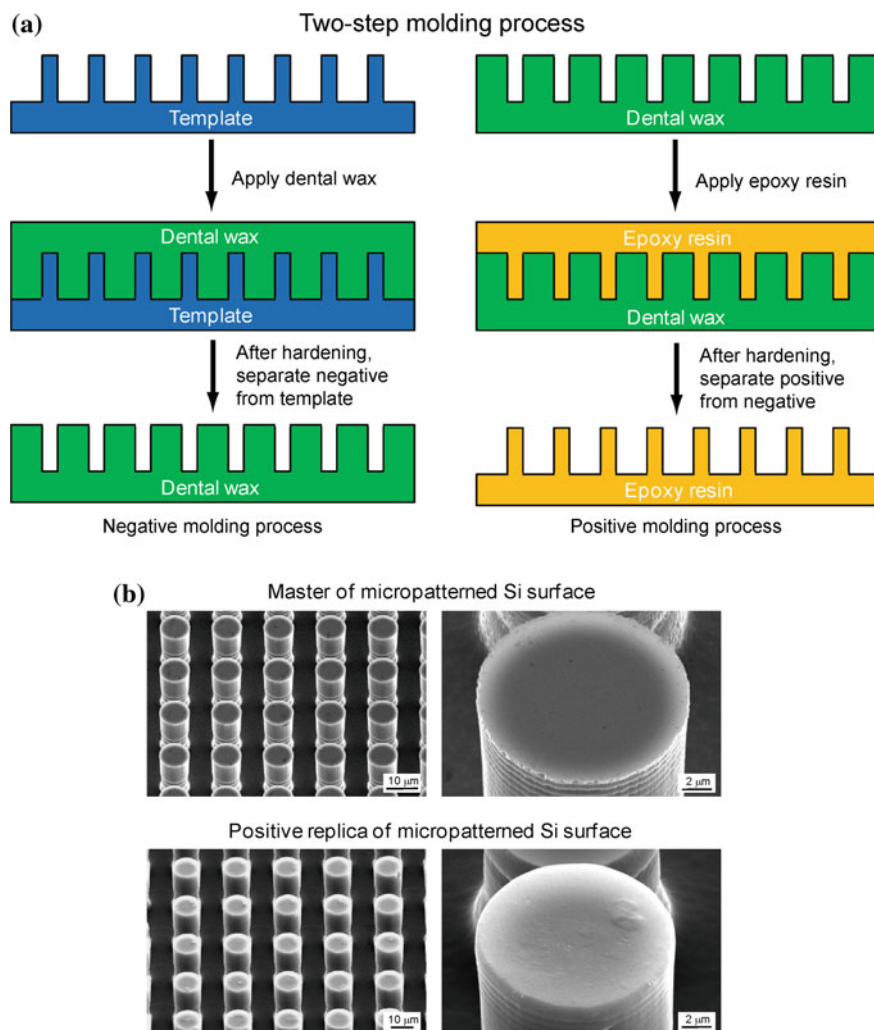 (a)
Two-step molding process
Template
Apply dental wax
Dental wax
Template
After hardening,
separate negative
from template
Dental wax
Negative molding process
Dental wax
Apply epoxy resin
Epoxy resin
Dental wax
After hardening,
separate positive
from negative
Epoxy resin
Positive molding process
(b)
Master of micropatterned Si surface
10 μm
2 μm
Positive replica of micropatterned Si surface
10 μm
2 μm